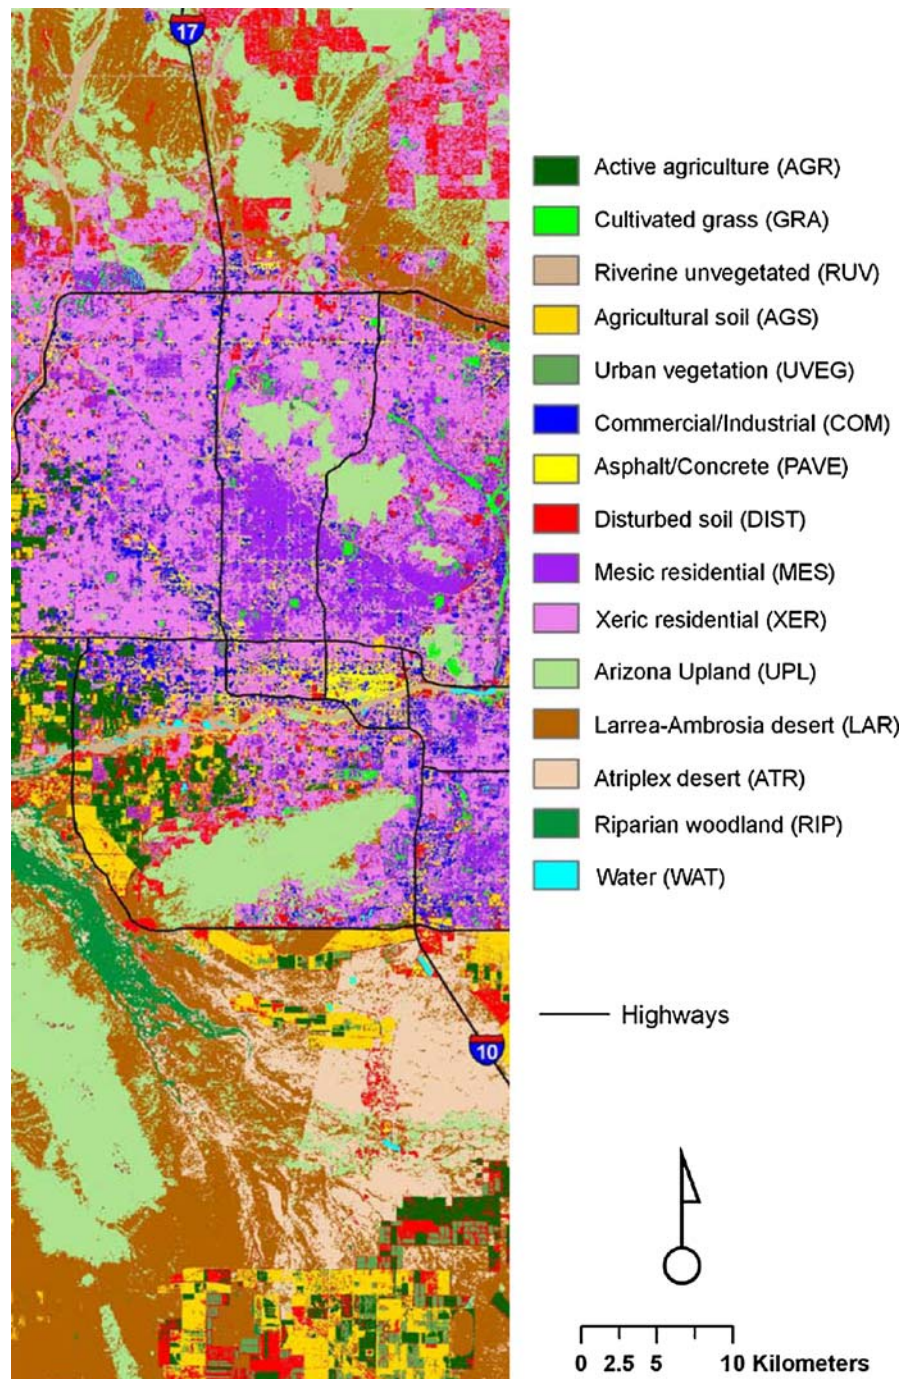 17
Active agriculture (AGR)
Cultivated grass (GRA)
Riverine unvegetated (RUV)
Agricultural soil (AGS)
Urban vegetation (UVEG)
Commercial/Industrial (COM)
Asphalt/Concrete (PAVE)
Disturbed soil (DIST)
Mesic residential (MES)
Xeric residential (XER)
Arizona Upland (UPL)
Larrea-Ambrosia desert (LAR)
Atriplex desert (ATR)
Riparian woodland (RIP)
Water (WAT)
Highways
10
0 2.5 5 10 Kilometers